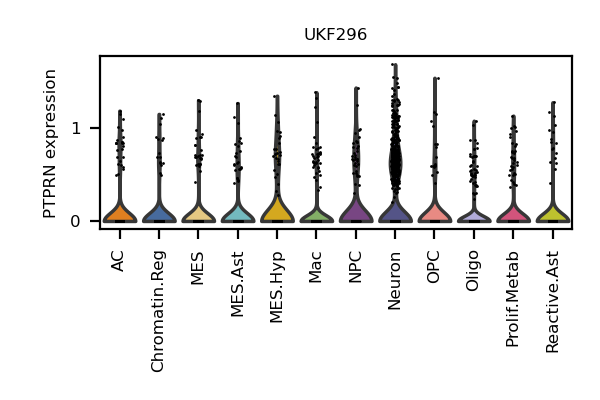 UKF296
PTPRN expression
1
0
AC
Chromatin.Reg
MES
MES.Ast
MES.Hyp
Mac
NPC
Neuron
OPC
Oligo
Prolif.Metab
Reactive.Ast